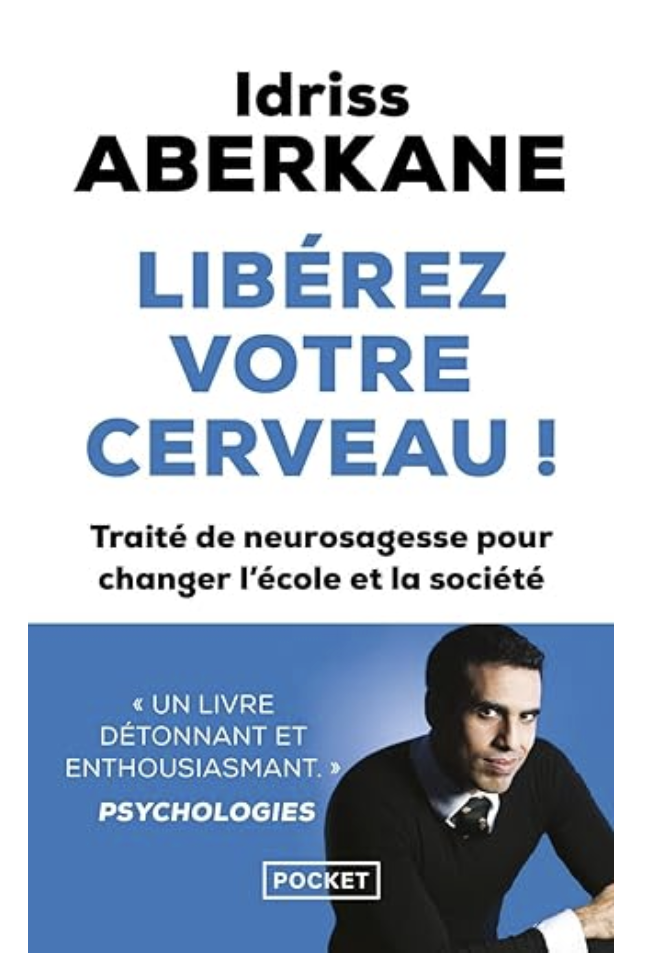 Idriss
ABERKANE
LIBÉREZ
VOTRE
CERVEAU !
Traité de neurosagesse pour
changer l'école et la société
« UN LIVRE
DÉTONNANT ET
ENTHOUSIASMANT. »
PSYCHOLOGIES
POCKET